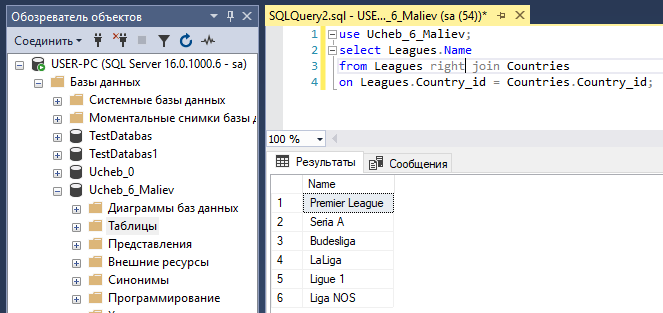 Обозреватель объектов
Соединить
USER-PC (SQL Server 16.0.1000.6 - sa)
Базы данных
Системные базы данных
Моментальные снимки базы д
TestDatabas
TestDatabas1
Ucheb_0
Ucheb_6_Maliev
Диаграммы баз данных
Таблицы
Представления
Внешние ресурсы
Синонимы
Программирование
SQLQuery2.sql - USE..._6_Maliev (sa (54))*
1 use Ucheb_6_Maliev;
2 select Leagues.Name
3 from Leagues right join Countries
4 on Leagues.Country_id = Countries.Country_id;
100 %
Результаты Сообщения
Name
1 Premier League
2 Seria A
3 Budesliga
4 LaLiga
5 Ligue 1
6 Liga NOS